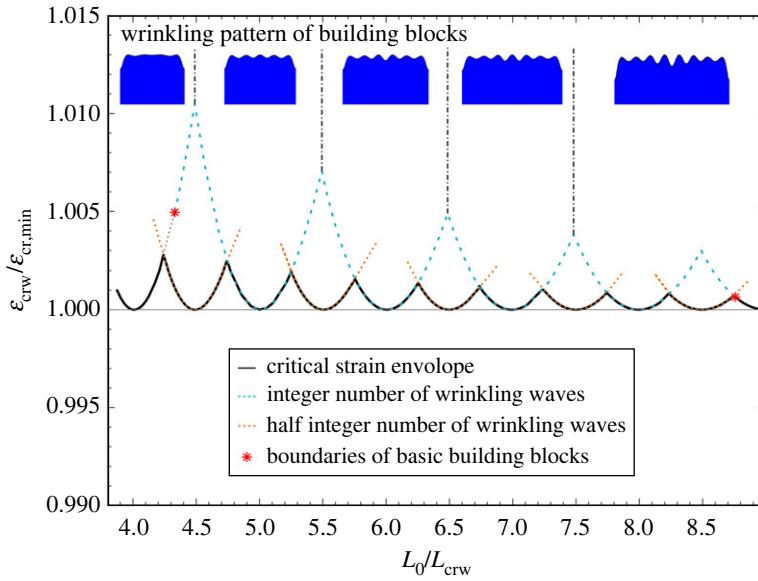 wrinkling pattern of building blocks
1.015
1.010
1.005
1.000
0.995
0.990
ε_crw/ε_cr,min
critical strain envolope
integer number of wrinkling waves
half integer number of wrinkling waves
boundaries of basic building blocks
4.0 4.5 5.0 5.5 6.0 6.5 7.0 7.5 8.0 8.5
L_0/L_crw